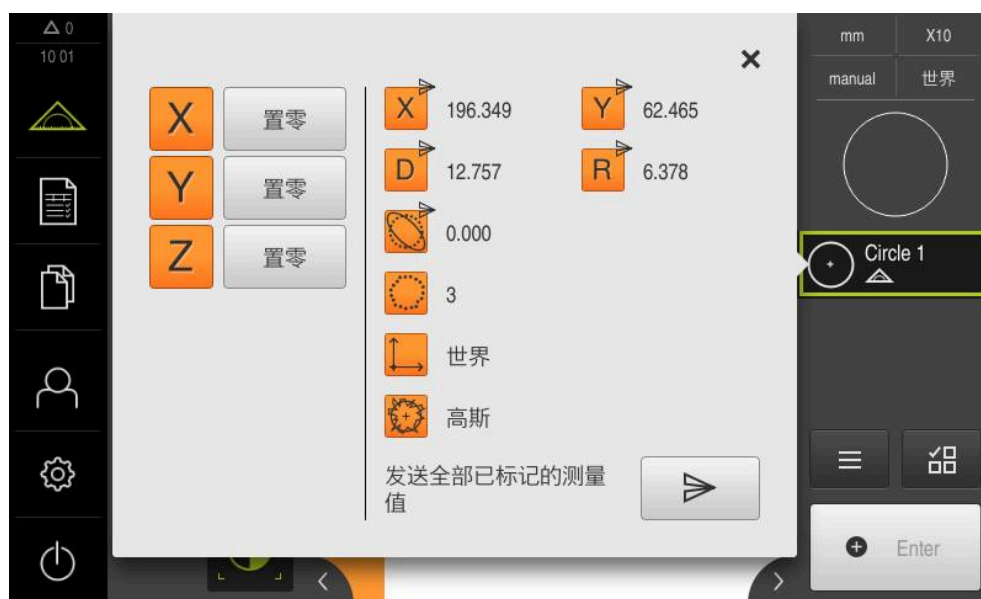 0
10 01
X 置零
Y 置零
Z 置零
X 196.349 Y 62.465
D 12.757 R 6.378
0.000
3
世界
高斯
发送全部已标记的测量
值
mm X10
manual 世界
Circle 1
Enter